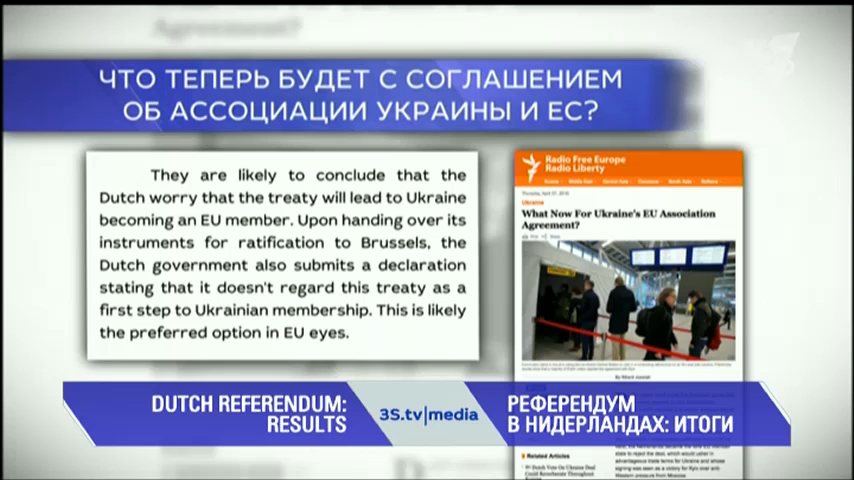 ЧТО ТЕПЕРЬ БУДЕТ С СОГЛАШЕНИЕМ
ОБ АССОЦИАЦИИ УКРАИНЫ И ЕС?
They are likely to conclude that the
Dutch worry that the treaty will lead to Ukraine
becoming an EU member. Upon handing over its
instruments for ratification to Brussels, the
Dutch government also submits a declaration
stating that it doesn't regard this treaty as a
first step to Ukrainian membership. This is likely
the preferred option in EU eyes.
Radio Free Europe
Radio Liberty
Ukraine
What Now For Ukraine's EU Association
Agreement?
DUTCH REFERENDUM:
RESULTS
3S.tv|media
РЕФЕРЕНДУМ
В НИДЕРЛАНДАХ: ИТОГИ
Related Articles